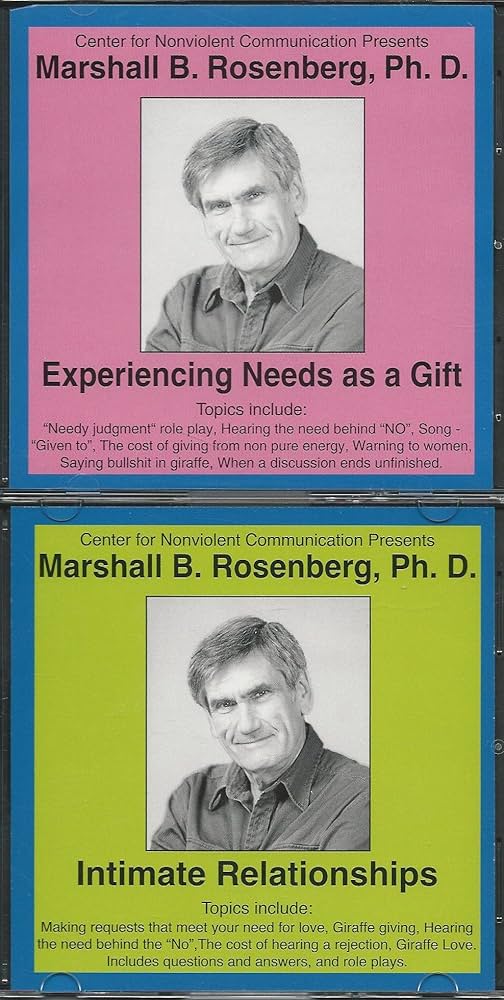 Center for Nonviolent Communication Presents
Marshall B. Rosenberg, Ph. D.
Experiencing Needs as a Gift
Topics include:
“Needy judgment“ role play, Hearing the need behind “NO”, Song -
“Given to”, The cost of giving from non pure energy, Warning to women,
Saying bullshit in giraffe, When a discussion ends unfinished.
Center for Nonviolent Communication Presents
Marshall B. Rosenberg, Ph. D.
Intimate Relationships
Topics include:
Making requests that meet your need for love, Giraffe giving, Hearing
the need behind the “No”,The cost of hearing a rejection, Giraffe Love.
Includes questions and answers, and role plays.